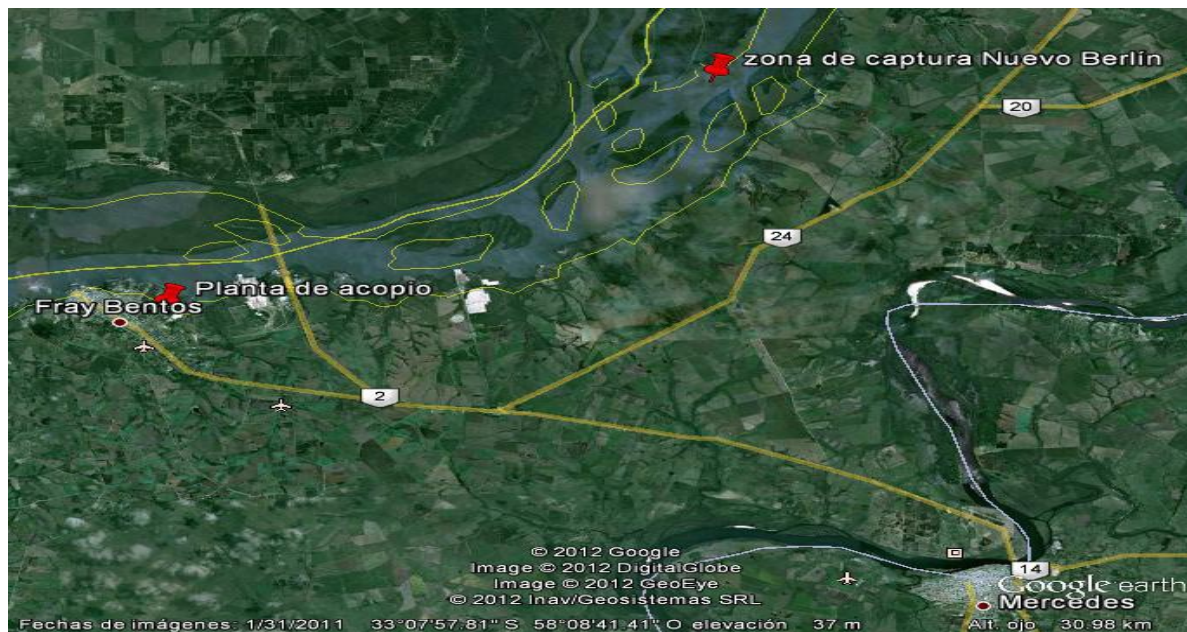 zona de captura Nuevo Berlín
20
24
Planta de acopio
Fray Bentos
2
© 2012 Google
Image © 2012 DigitalGlobe
Image © 2012 GeoEye
© 2012 Inav/Geosistemas SRL
14
Google earth
Mercedes
Fechas de imágenes: 1/31/2011 33°07'57.81" S 58°08'41.41" O elevación 37 m Alt. ojo 30.98 km